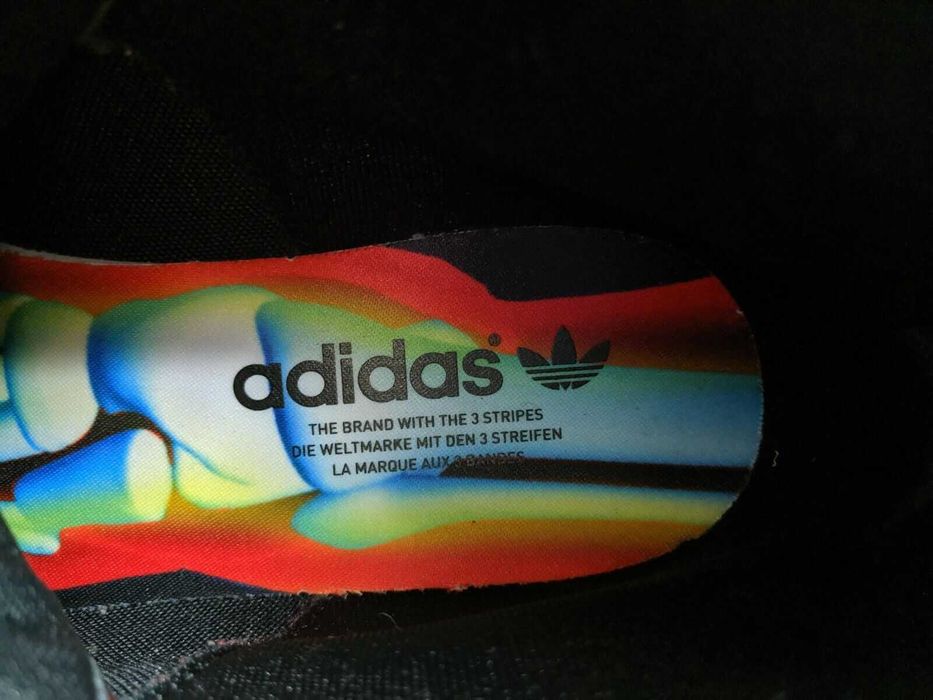 adidas®
THE BRAND WITH THE 3 STRIPES
DIE WELTMARKE MIT DEN 3 STREIFEN
LA MARQUE AUX 3 BANDES